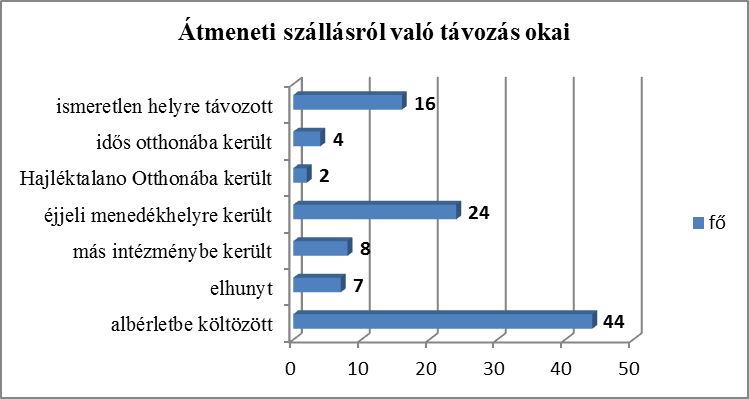 Átmeneti szállásról való távozás okai
ismeretlen helyre távozott 16
idős otthonába került 4
Hajléktalano Otthonába került 2
éjjeli menedékhelyre került 24
más intézménybe került 8
elhunyt 7
albérletbe költözött 44
fő
0 10 20 30 40 50